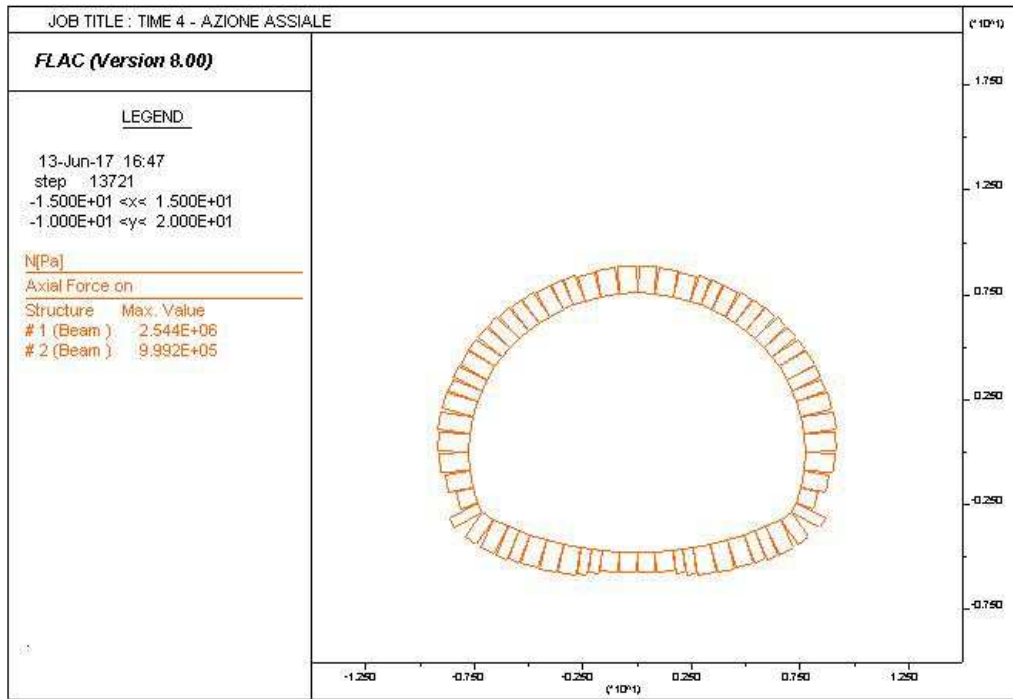 JOB TITLE : TIME 4 - AZIONE ASSIALE
(*10^1)
FLAC (Version 8.00)
LEGEND
13-Jun-17 16:47
step 13721
-1.500E+01 <x< 1.500E+01
-1.000E+01 <y< 2.000E+01
N[Pa]
Axial Force on
Structure Max. Value
# 1 (Beam ) 2.544E+06
# 2 (Beam ) 9.992E+05
1.750
1.250
0.750
0.250
-0.250
-0.750
-1.250 -0.750 -0.250 0.250 0.750 1.250
(*10^1)